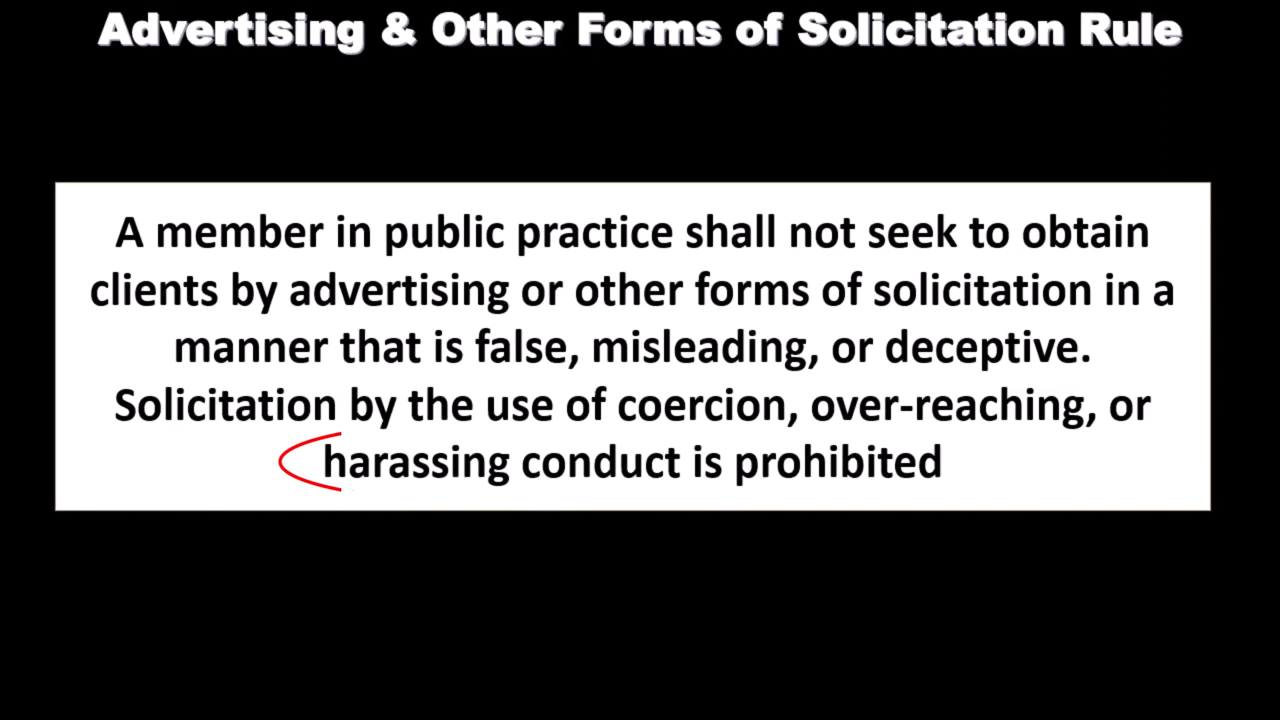 Advertising & Other Forms of Solicitation Rule
A member in public practice shall not seek to obtain
clients by advertising or other forms of solicitation in a
manner that is false, misleading, or deceptive.
Solicitation by the use of coercion, over-reaching, or
harassing conduct is prohibited